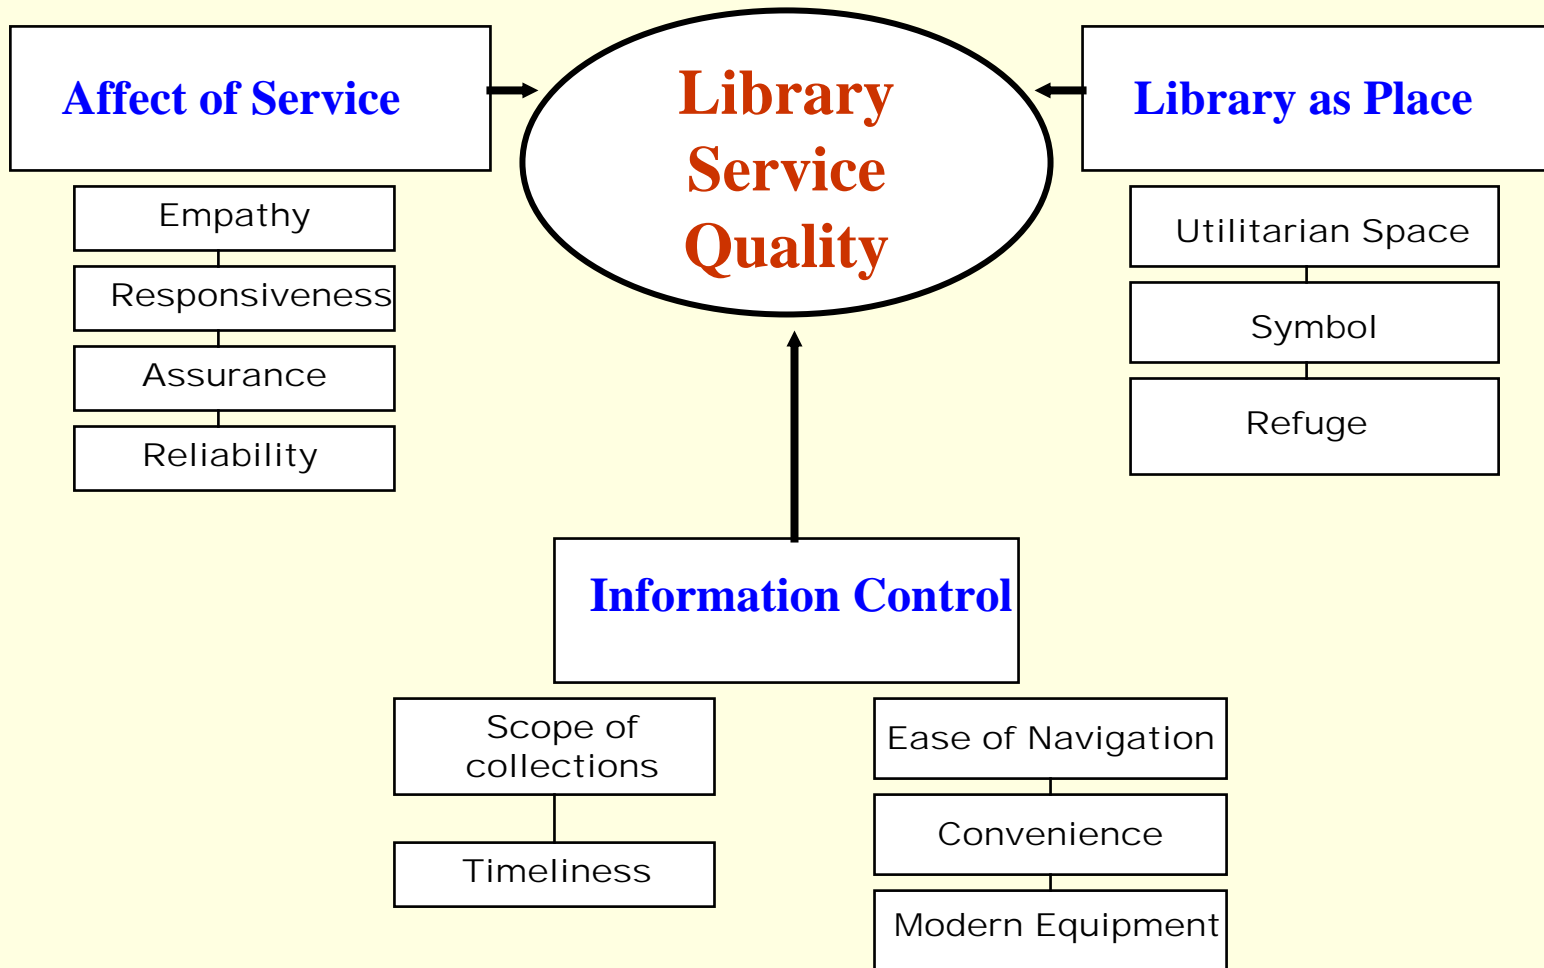 Affect of Service
Empathy
Responsiveness
Assurance
Reliability
Library
Service
Quality
Library as Place
Utilitarian Space
Symbol
Refuge
Information Control
Scope of
collections
Timeliness
Ease of Navigation
Convenience
Modern Equipment